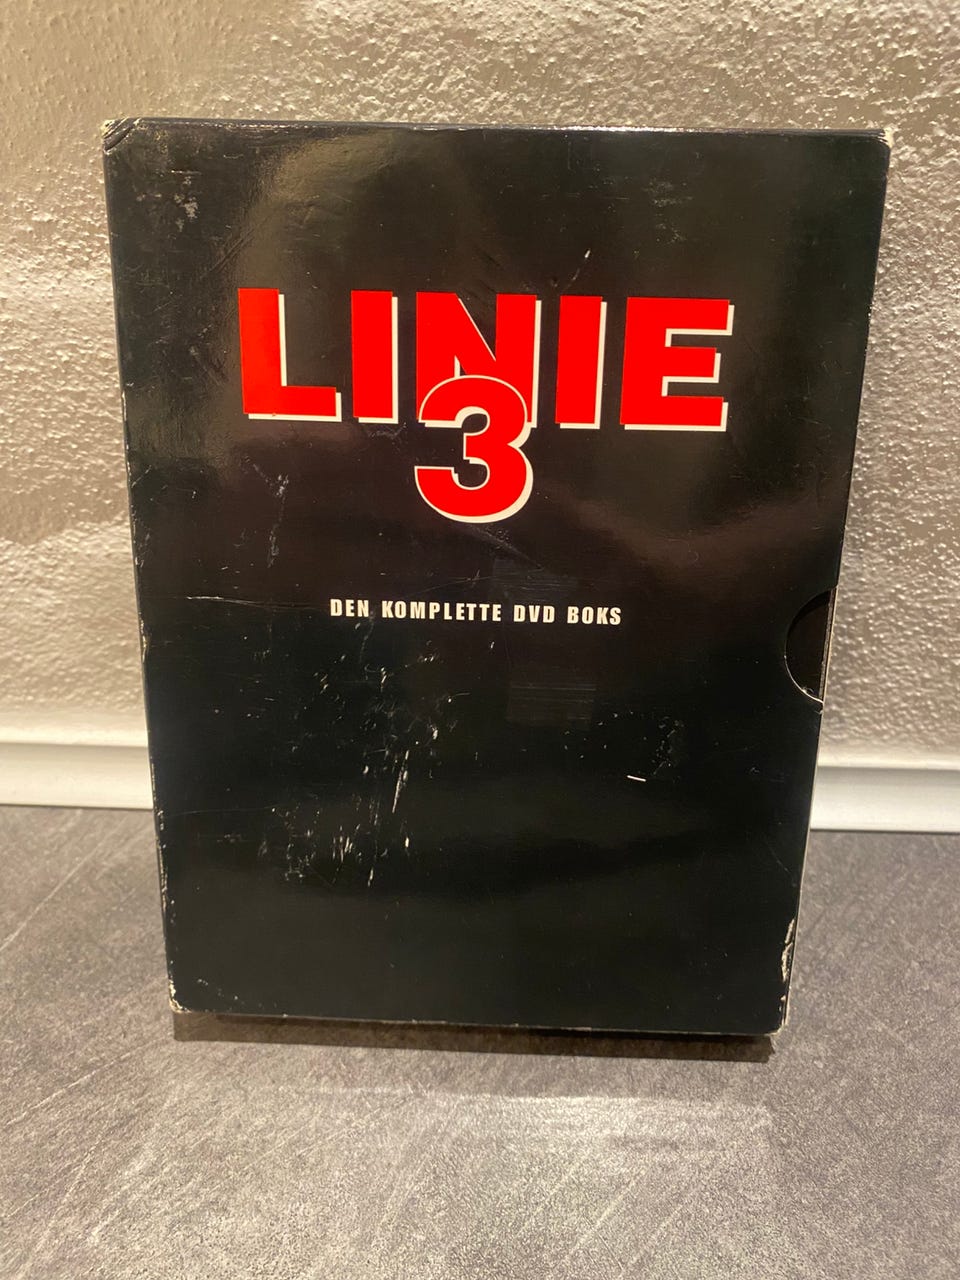 LINIE
3
DEN KOMPLETTE DVD BOKS